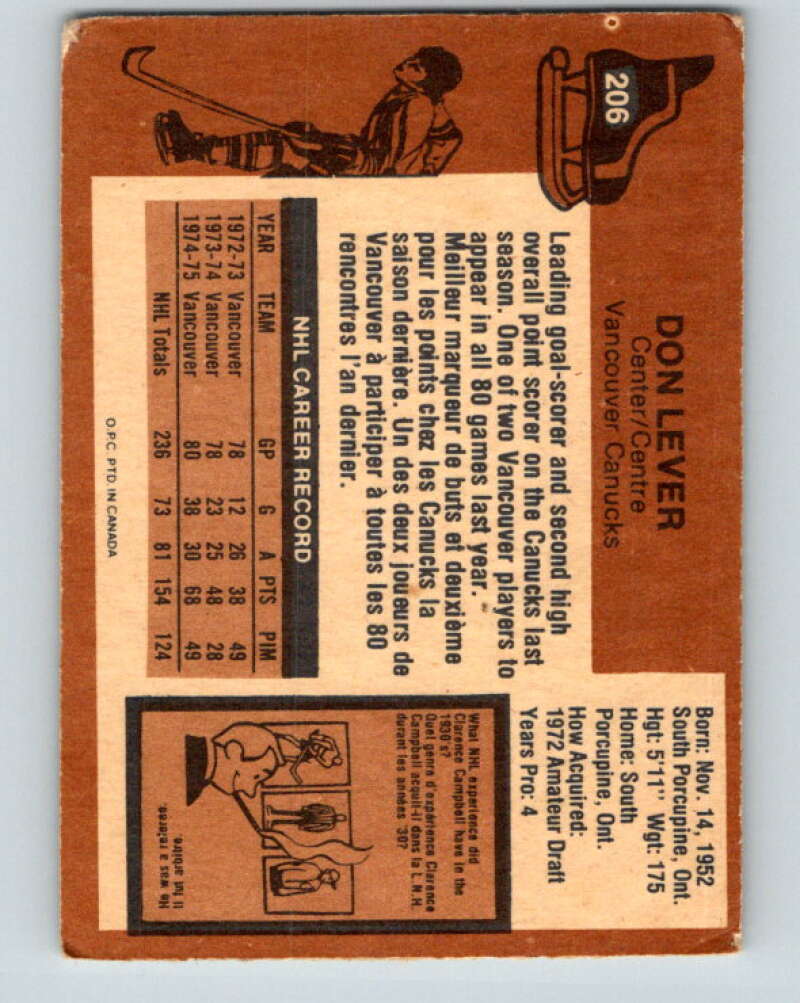 206
DON LEVER
Center/Centre
Vancouver Canucks
Born: Nov. 14, 1952
South Porcupine, Ont.
Hgt: 5'11" Wgt: 175
Home: South
Porcupine, Ont.
How Acquired:
1972 Amateur Draft
Years Pro: 4
Leading goal-scorer and second high
overall point scorer on the Canucks last
season. One of two Vancouver players to
appear in all 80 games last year.
Meilleur marqueur de buts et deuxième
pour les points chez les Canucks la
saison dernière. Un des deux joueurs de
Vancouver à participer à toutes les 80
rencontres l'an dernier.
NHL CAREER RECORD
YEAR TEAM GP G A PTS PIM
1972-73 Vancouver 78 12 26 38 49
1973-74 Vancouver 78 23 25 48 28
1974-75 Vancouver 80 38 30 68 49
NHL Totals 236 73 81 154 124
What NHL experience did
Clarence Campbell have in the
1930's?
Quel genre d'expérience Clarence
Campbell acquit-il dans la L.N.H.
durant les années '30?
He was a referee.
Il fut arbitre.
O.P.C. PTD. IN CANADA